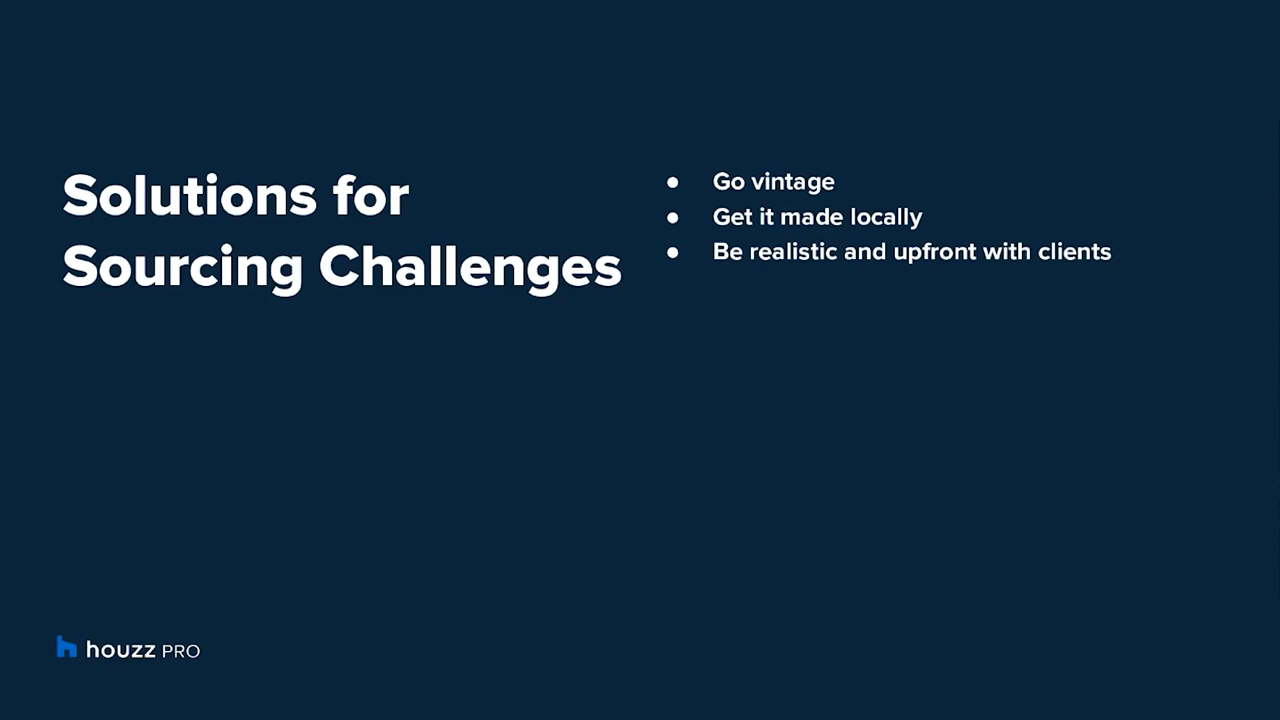 Solutions for
Sourcing Challenges
● Go vintage
● Get it made locally
● Be realistic and upfront with clients
houzz PRO